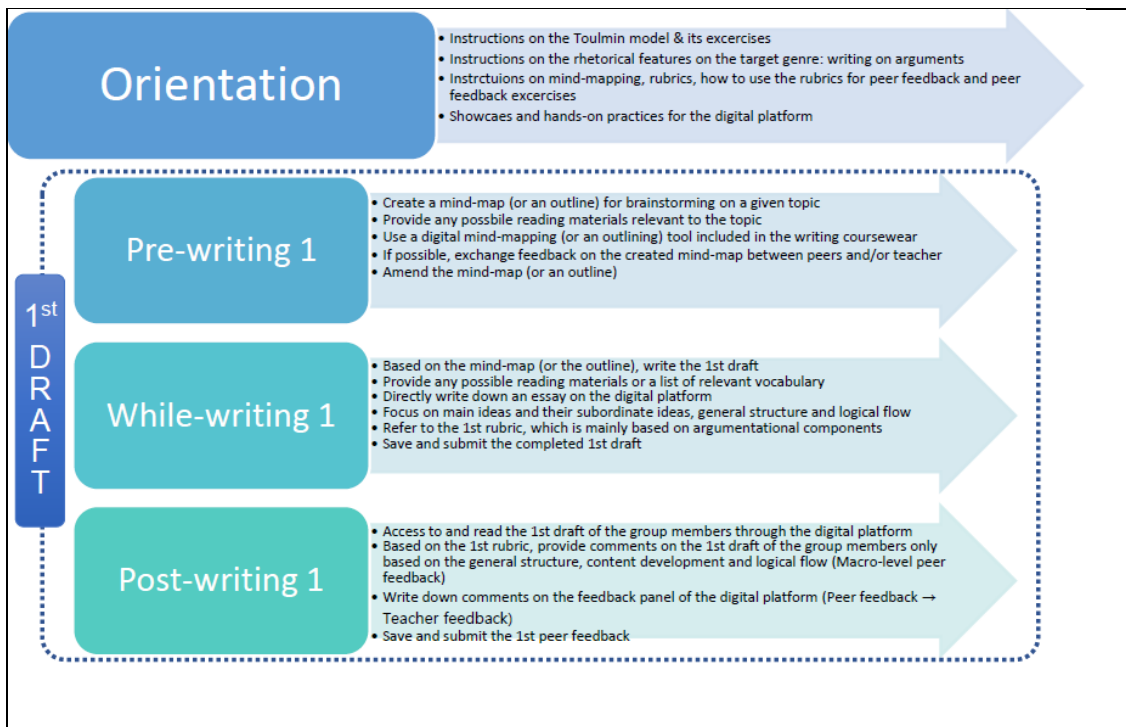 Orientation
• Instructions on the Toulmin model & its excercises
• Instructions on the rhetorical features on the target genre: writing on arguments
• Instrctuions on mind-mapping, rubrics, how to use the rubrics for peer feedback and peer
feedback excercises
• Showcaes and hands-on practices for the digital platform
1st
DRAFT
Pre-writing 1
• Create a mind-map (or an outline) for brainstorming on a given topic
• Provide any possbile reading materials relevant to the topic
• Use a digital mind-mapping (or an outlining) tool included in the writing coursewear
• If possible, exchange feedback on the created mind-map between peers and/or teacher
• Amend the mind-map (or an outline)
While-writing 1
• Based on the mind-map (or the outline), write the 1st draft
• Provide any possible reading materials or a list of relevant vocabulary
• Directly write down an essay on the digital platform
• Focus on main ideas and their subordinate ideas, general structure and logical flow
• Refer to the 1st rubric, which is mainly based on argumentational components
• Save and submit the completed 1st draft
Post-writing 1
• Access to and read the 1st draft of the group members through the digital platform
• Based on the 1st rubric, provide comments on the 1st draft of the group members only
based on the general structure, content development and logical flow (Macro-level peer
feedback)
• Write down comments on the feedback panel of the digital platform (Peer feedback →
Teacher feedback)
• Save and submit the 1st peer feedback